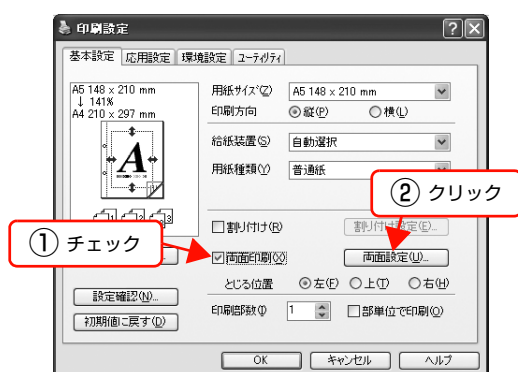 印刷設定
基本設定 応用設定 環境設定 ユーティリティ
A5 148 x 210 mm
↓ 141%
A4 210 x 297 mm
用紙サイズ(Z) A5 148 x 210 mm
印刷方向 縦(P) 横(L)
給紙装置(S) 自動選択
用紙種類(Y) 普通紙
② クリック
① チェック
割り付け(R) 割り付け設定(E)...
両面印刷(X) 両面設定(U)...
とじる位置 左(F) 上(T) 右(H)
設定確認(N)...
印刷部数(I) 1 部単位で印刷(O)
初期値に戻す(D)
OK キャンセル ヘルプ